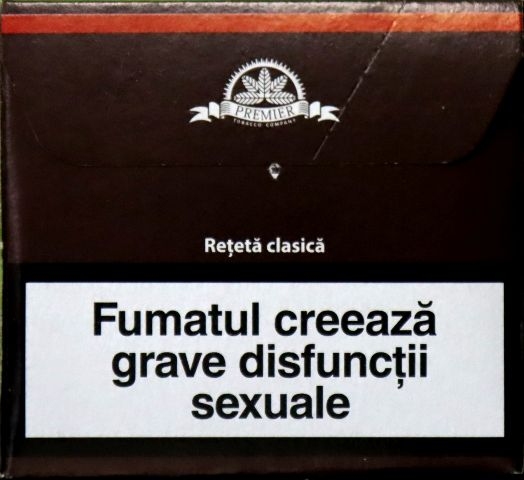 PREMIER
TOBACCO COMPANY
Rețetă clasică
Fumatul creează
grave disfuncții
sexuale